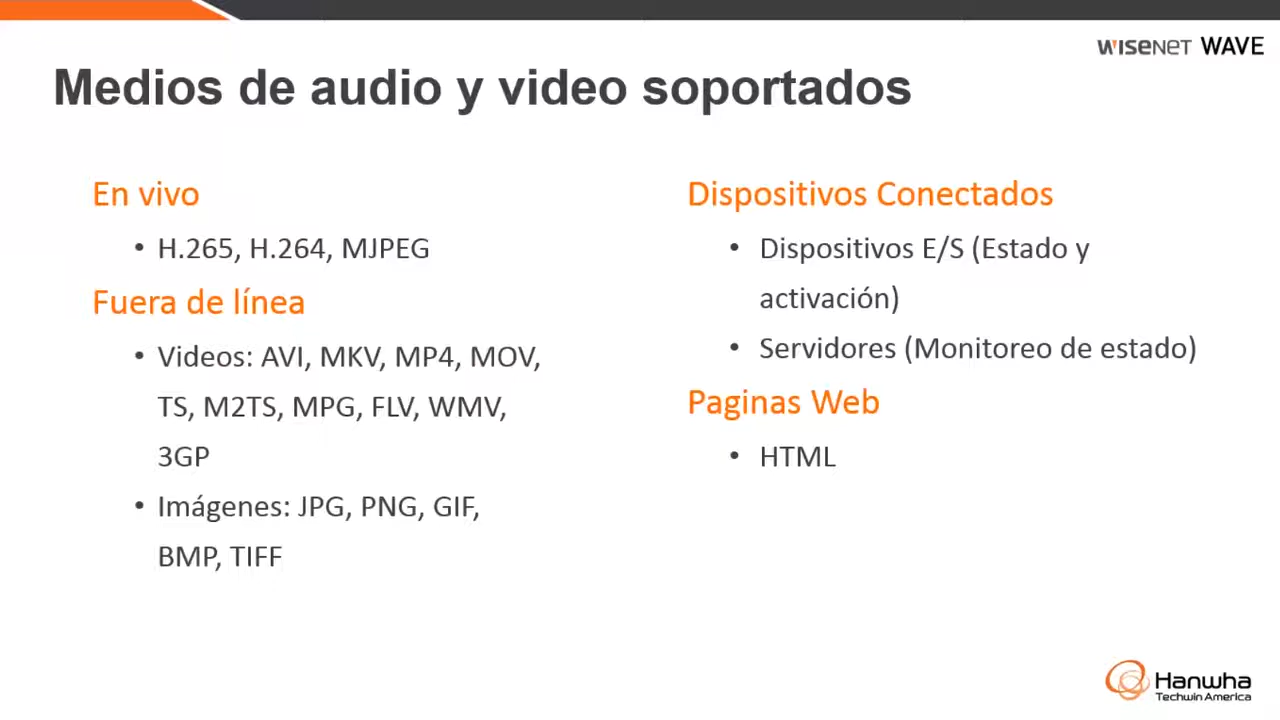 WISENET WAVE
Medios de audio y video soportados
En vivo
• H.265, H.264, MJPEG
Fuera de línea
• Videos: AVI, MKV, MP4, MOV,
TS, M2TS, MPG, FLV, WMV,
3GP
• Imágenes: JPG, PNG, GIF,
BMP, TIFF
Dispositivos Conectados
• Dispositivos E/S (Estado y
activación)
• Servidores (Monitoreo de estado)
Paginas Web
• HTML
Hanwha
Techwin America